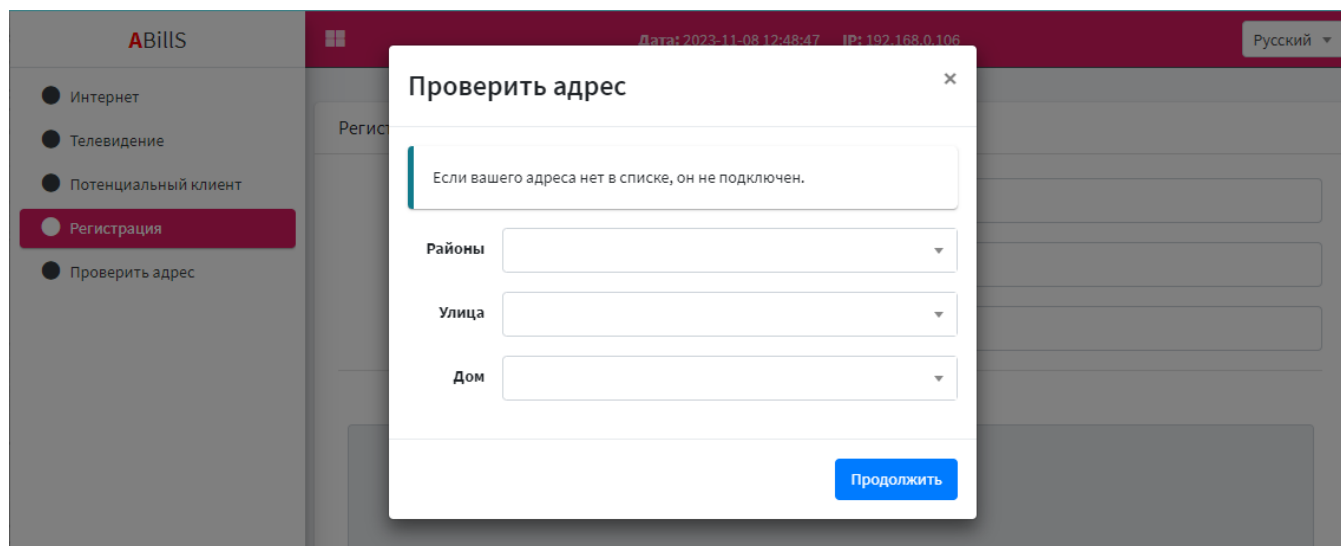 ABillS
Дата: 2023-11-08 12:48:47 IP: 192.168.0.106
Русский
Интернет
Телевидение
Потенциальный клиент
Регистрация
Проверить адрес
Регист
Проверить адрес
×
Если вашего адреса нет в списке, он не подключен.
Районы
Улица
Дом
Продолжить